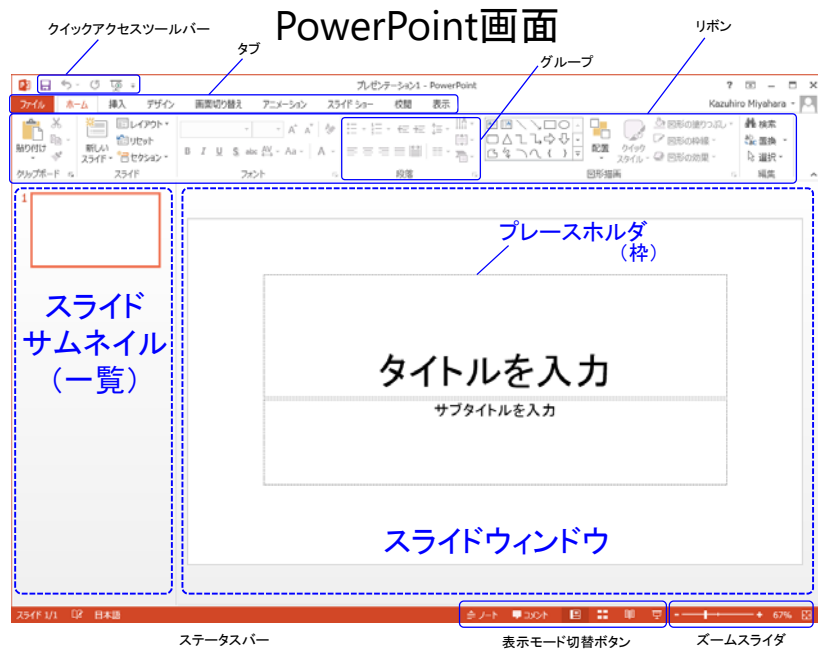 PowerPoint画面
クイックアクセスツールバー
タブ
グループ
リボン
プレゼンテーション1 - PowerPoint
ファイル ホーム 挿入 デザイン 画面切り替え アニメーション スライド ショー 校閲 表示
Kazuhiro Miyahara
貼り付け
新しい
スライド
レイアウト
リセット
セクション
B I U S abc AV Aa A
配置
クイック
スタイル
図形の塗りつぶし
図形の枠線
図形の効果
検索
置換
選択
クリップボード スライド フォント 段落 図形描画 編集
1
スライド
サムネイル
(一覧)
プレースホルダ
(枠)
タイトルを入力
サブタイトルを入力
スライドウィンドウ
スライド 1/1 日本語 ノート コメント 67%
ステータスバー
表示モード切替ボタン
ズームスライダ